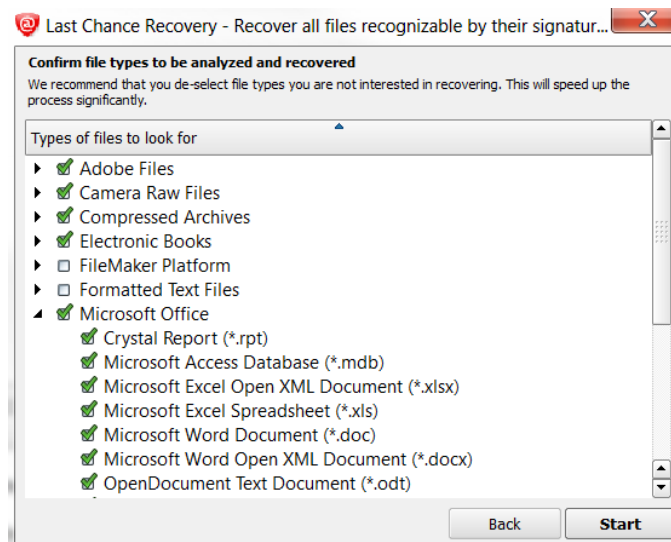 Last Chance Recovery - Recover all files recognizable by their signatur...
Confirm file types to be analyzed and recovered
We recommend that you de-select file types you are not interested in recovering. This will speed up the
process significantly.
Types of files to look for
Adobe Files
Camera Raw Files
Compressed Archives
Electronic Books
FileMaker Platform
Formatted Text Files
Microsoft Office
Crystal Report (*.rpt)
Microsoft Access Database (*.mdb)
Microsoft Excel Open XML Document (*.xlsx)
Microsoft Excel Spreadsheet (*.xls)
Microsoft Word Document (*.doc)
Microsoft Word Open XML Document (*.docx)
OpenDocument Text Document (*.odt)
Back
Start